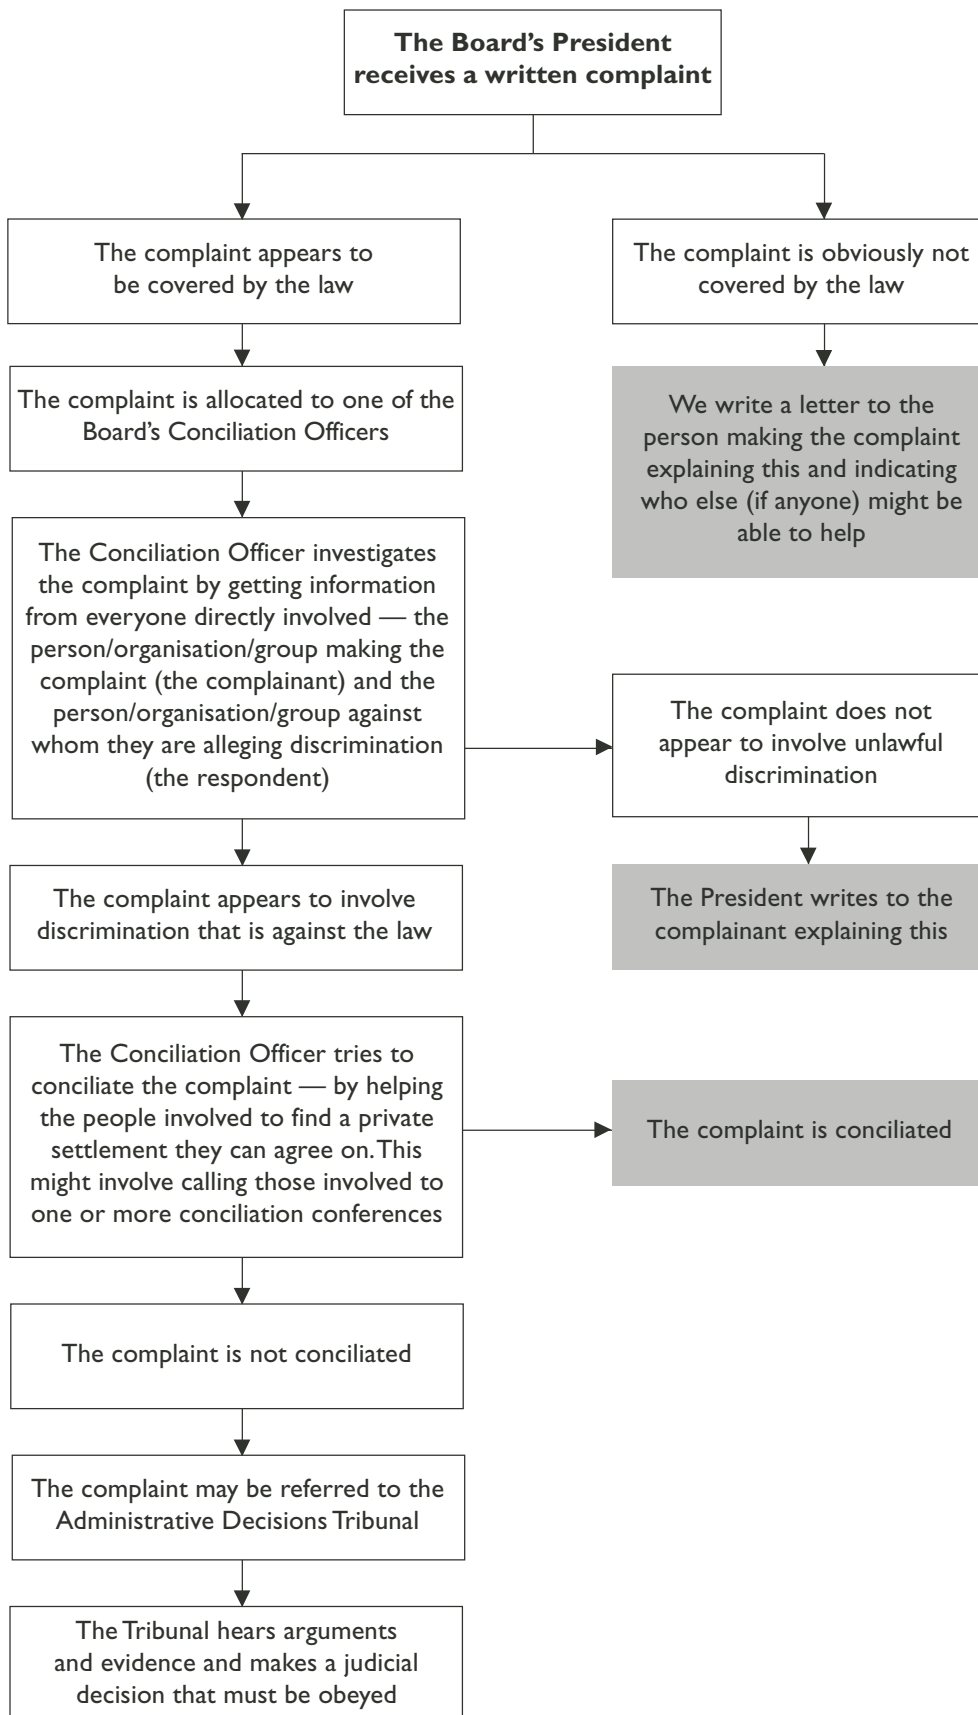 The Board’s President
receives a written complaint
The complaint appears to
be covered by the law
The complaint is obviously not
covered by the law
The complaint is allocated to one of the
Board’s Conciliation Officers
We write a letter to the
person making the complaint
explaining this and indicating
who else (if anyone) might be
able to help
The Conciliation Officer investigates
the complaint by getting information
from everyone directly involved — the
person/organisation/group making the
complaint (the complainant) and the
person/organisation/group against
whom they are alleging discrimination
(the respondent)
The complaint does not
appear to involve unlawful
discrimination
The complaint appears to involve
discrimination that is against the law
The President writes to the
complainant explaining this
The Conciliation Officer tries to
conciliate the complaint — by helping
the people involved to find a private
settlement they can agree on. This
might involve calling those involved to
one or more conciliation conferences
The complaint is conciliated
The complaint is not conciliated
The complaint may be referred to the
Administrative Decisions Tribunal
The Tribunal hears arguments
and evidence and makes a judicial
decision that must be obeyed